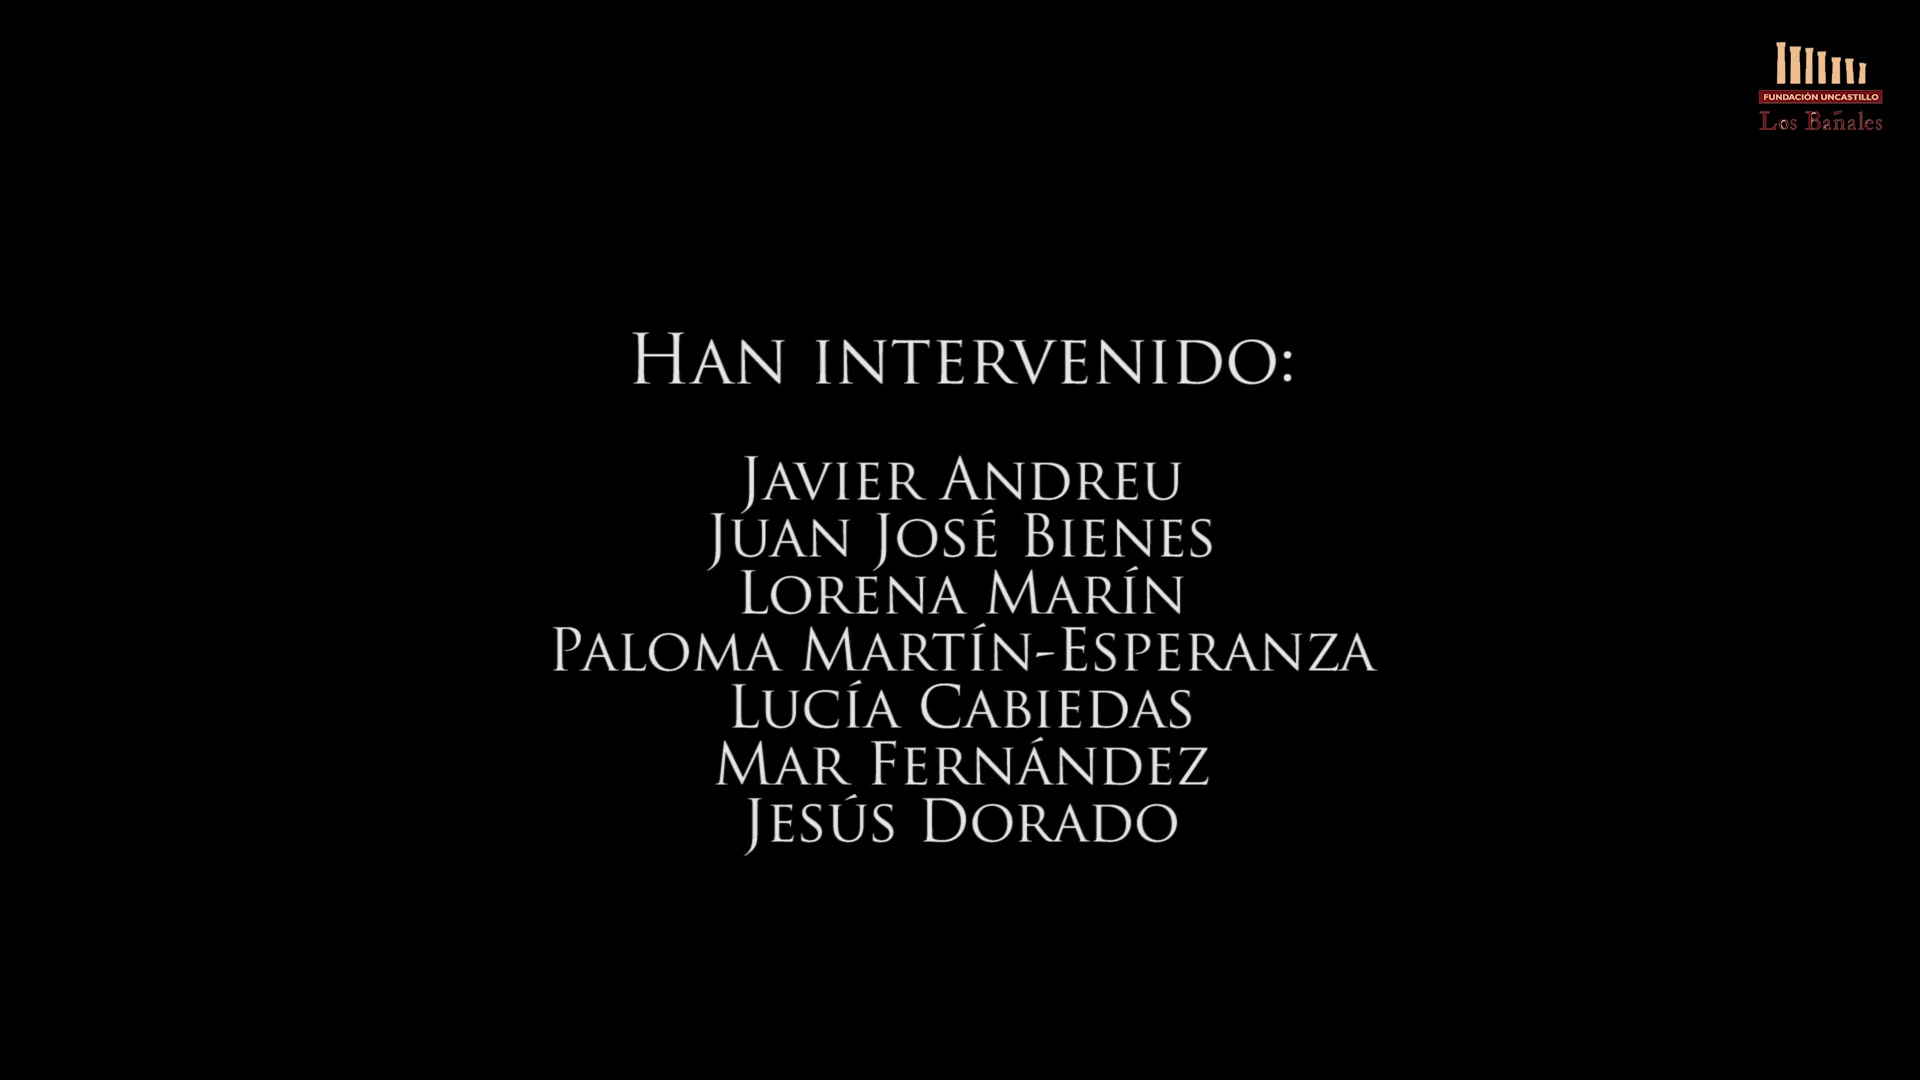 FUNDACIÓN UNCASTILLO
Los Bañales
HAN INTERVENIDO:
JAVIER ANDREU
JUAN JOSÉ BIENES
LORENA MARÍN
PALOMA MARTÍN-ESPERANZA
LUCÍA CABIEDAS
MAR FERNÁNDEZ
JESÚS DORADO